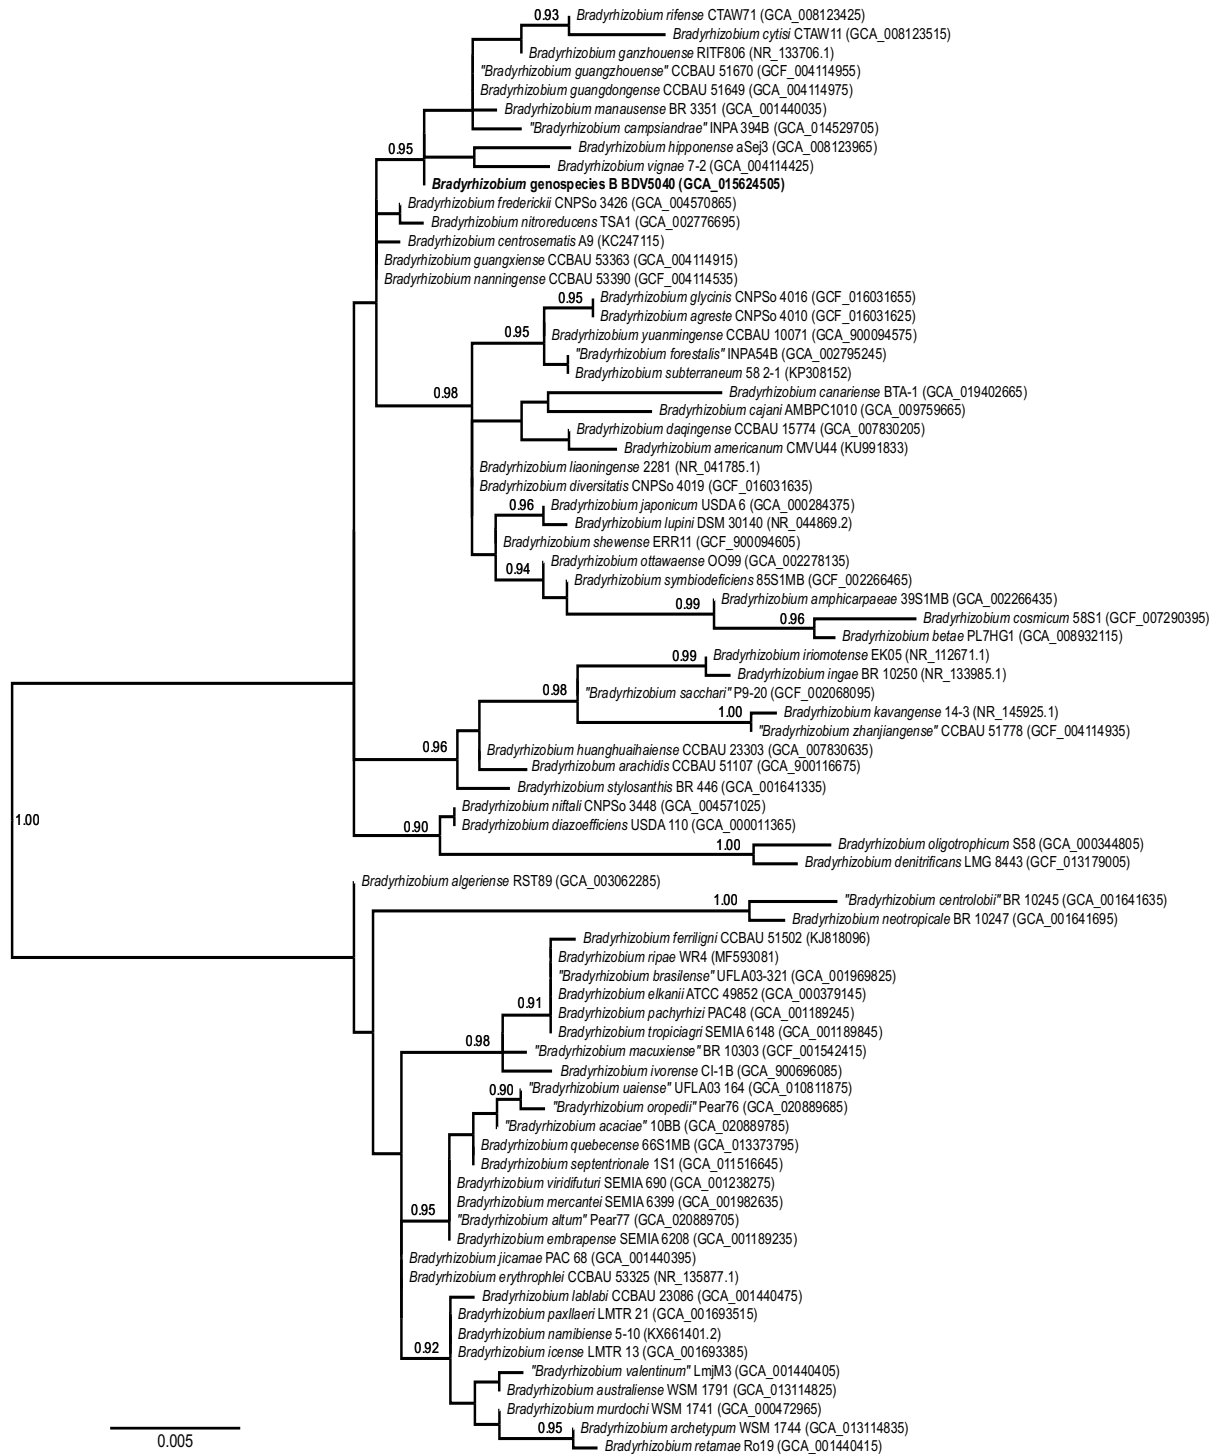 0.93
Bradyrhizobium rifense CTAW71 (GCA_008123425)
Bradyrhizobium cytisi CTAW11 (GCA_008123515)
Bradyrhizobium ganzhouense RITF806 (NR_133706.1)
"Bradyrhizobium guangzhouense" CCBAU 51670 (GCF_004114955)
Bradyrhizobium guangdongense CCBAU 51649 (GCA_004114975)
Bradyrhizobium manausense BR 3351 (GCA_001440035)
"Bradyrhizobium campsiandrae" INPA 394B (GCA_014529705)
0.95
Bradyrhizobium hipponense aSej3 (GCA_008123965)
Bradyrhizobium vignae 7-2 (GCA_004114425)
Bradyrhizobium genospecies B BDV5040 (GCA_015624505)
Bradyrhizobium frederickii CNPSo 3426 (GCA_004570865)
Bradyrhizobium nitroreducens TSA1 (GCA_002776695)
Bradyrhizobium centrosematis A9 (KC247115)
Bradyrhizobium guangxiense CCBAU 53363 (GCA_004114915)
Bradyrhizobium nanningense CCBAU 53390 (GCF_004114535)
0.95
Bradyrhizobium glycinis CNPSo 4016 (GCF_016031655)
Bradyrhizobium agreste CNPSo 4010 (GCF_016031625)
0.95
Bradyrhizobium yuanmingense CCBAU 10071 (GCA_900094575)
"Bradyrhizobium forestalis" INPA54B (GCA_002795245)
Bradyrhizobium subterraneum 58 2-1 (KP308152)
0.98
Bradyrhizobium canariense BTA-1 (GCA_019402665)
Bradyrhizobium cajani AMBPC1010 (GCA_009759665)
Bradyrhizobium daqingense CCBAU 15774 (GCA_007830205)
Bradyrhizobium americanum CMVU44 (KU991833)
Bradyrhizobium liaoningense 2281 (NR_041785.1)
Bradyrhizobium diversitatis CNPSo 4019 (GCF_016031635)
0.96
Bradyrhizobium japonicum USDA 6 (GCA_000284375)
Bradyrhizobium lupini DSM 30140 (NR_044869.2)
Bradyrhizobium shewense ERR11 (GCF_900094605)
0.94
Bradyrhizobium ottawaense OO99 (GCA_002278135)
Bradyrhizobium symbiodeficiens 85S1MB (GCF_002266465)
0.99
Bradyrhizobium amphicarpaeae 39S1MB (GCA_002266435)
0.96
Bradyrhizobium cosmicum 58S1 (GCF_007290395)
Bradyrhizobium betae PL7HG1 (GCA_008932115)
0.99
Bradyrhizobium iriomotense EK05 (NR_112671.1)
Bradyrhizobium ingae BR 10250 (NR_133985.1)
0.98
"Bradyrhizobium sacchari" P9-20 (GCF_002068095)
1.00
Bradyrhizobium kavangense 14-3 (NR_145925.1)
"Bradyrhizobium zhanjiangense" CCBAU 51778 (GCF_004114935)
0.96
Bradyrhizobium huanghuaihaiense CCBAU 23303 (GCA_007830635)
Bradyrhizobum arachidis CCBAU 51107 (GCA_900116675)
Bradyrhizobium stylosanthis BR 446 (GCA_001641335)
Bradyrhizobium niftali CNPSo 3448 (GCA_004571025)
0.90
Bradyrhizobium diazoefficiens USDA 110 (GCA_000011365)
1.00
1.00
Bradyrhizobium oligotrophicum S58 (GCA_000344805)
Bradyrhizobium denitrificans LMG 8443 (GCF_013179005)
Bradyrhizobium algeriense RST89 (GCA_003062285)
1.00
"Bradyrhizobium centrolobii" BR 10245 (GCA_001641635)
Bradyrhizobium neotropicale BR 10247 (GCA_001641695)
Bradyrhizobium ferriligni CCBAU 51502 (KJ818096)
Bradyrhizobium ripae WR4 (MF593081)
"Bradyrhizobium brasilense" UFLA03-321 (GCA_001969825)
0.91
Bradyrhizobium elkanii ATCC 49852 (GCA_000379145)
Bradyrhizobium pachyrhizi PAC48 (GCA_001189245)
Bradyrhizobium tropiciagri SEMIA 6148 (GCA_001189845)
0.98
"Bradyrhizobium macuxiense" BR 10303 (GCF_001542415)
Bradyrhizobium ivorense CI-1B (GCA_900696085)
0.90
"Bradyrhizobium uaiense" UFLA03 164 (GCA_010811875)
"Bradyrhizobium oropedii" Pear76 (GCA_020889685)
"Bradyrhizobium acaciae" 10BB (GCA_020889785)
Bradyrhizobium quebecense 66S1MB (GCA_013373795)
Bradyrhizobium septentrionale 1S1 (GCA_011516645)
Bradyrhizobium viridifuturi SEMIA 690 (GCA_001238275)
Bradyrhizobium mercantei SEMIA 6399 (GCA_001982635)
0.95
"Bradyrhizobium altum" Pear77 (GCA_020889705)
Bradyrhizobium embrapense SEMIA 6208 (GCA_001189235)
Bradyrhizobium jicamae PAC 68 (GCA_001440395)
Bradyrhizobium erythrophlei CCBAU 53325 (NR_135877.1)
Bradyrhizobium lablabi CCBAU 23086 (GCA_001440475)
Bradyrhizobium paxllaeri LMTR 21 (GCA_001693515)
Bradyrhizobium namibiense 5-10 (KX661401.2)
0.92
Bradyrhizobium icense LMTR 13 (GCA_001693385)
"Bradyrhizobium valentinum" LmjM3 (GCA_001440405)
Bradyrhizobium australiense WSM 1791 (GCA_013114825)
Bradyrhizobium murdochi WSM 1741 (GCA_000472965)
0.95
Bradyrhizobium archetypum WSM 1744 (GCA_013114835)
Bradyrhizobium retamae Ro19 (GCA_001440415)
0.005